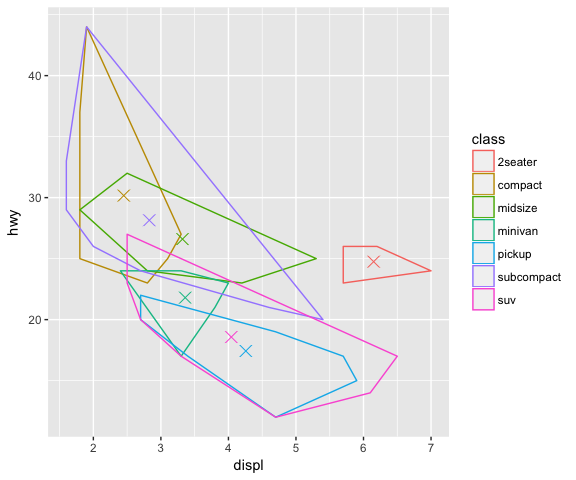 hwy
40
30
20
2 3 4 5 6 7
displ
class
2seater
compact
midsize
minivan
pickup
subcompact
suv